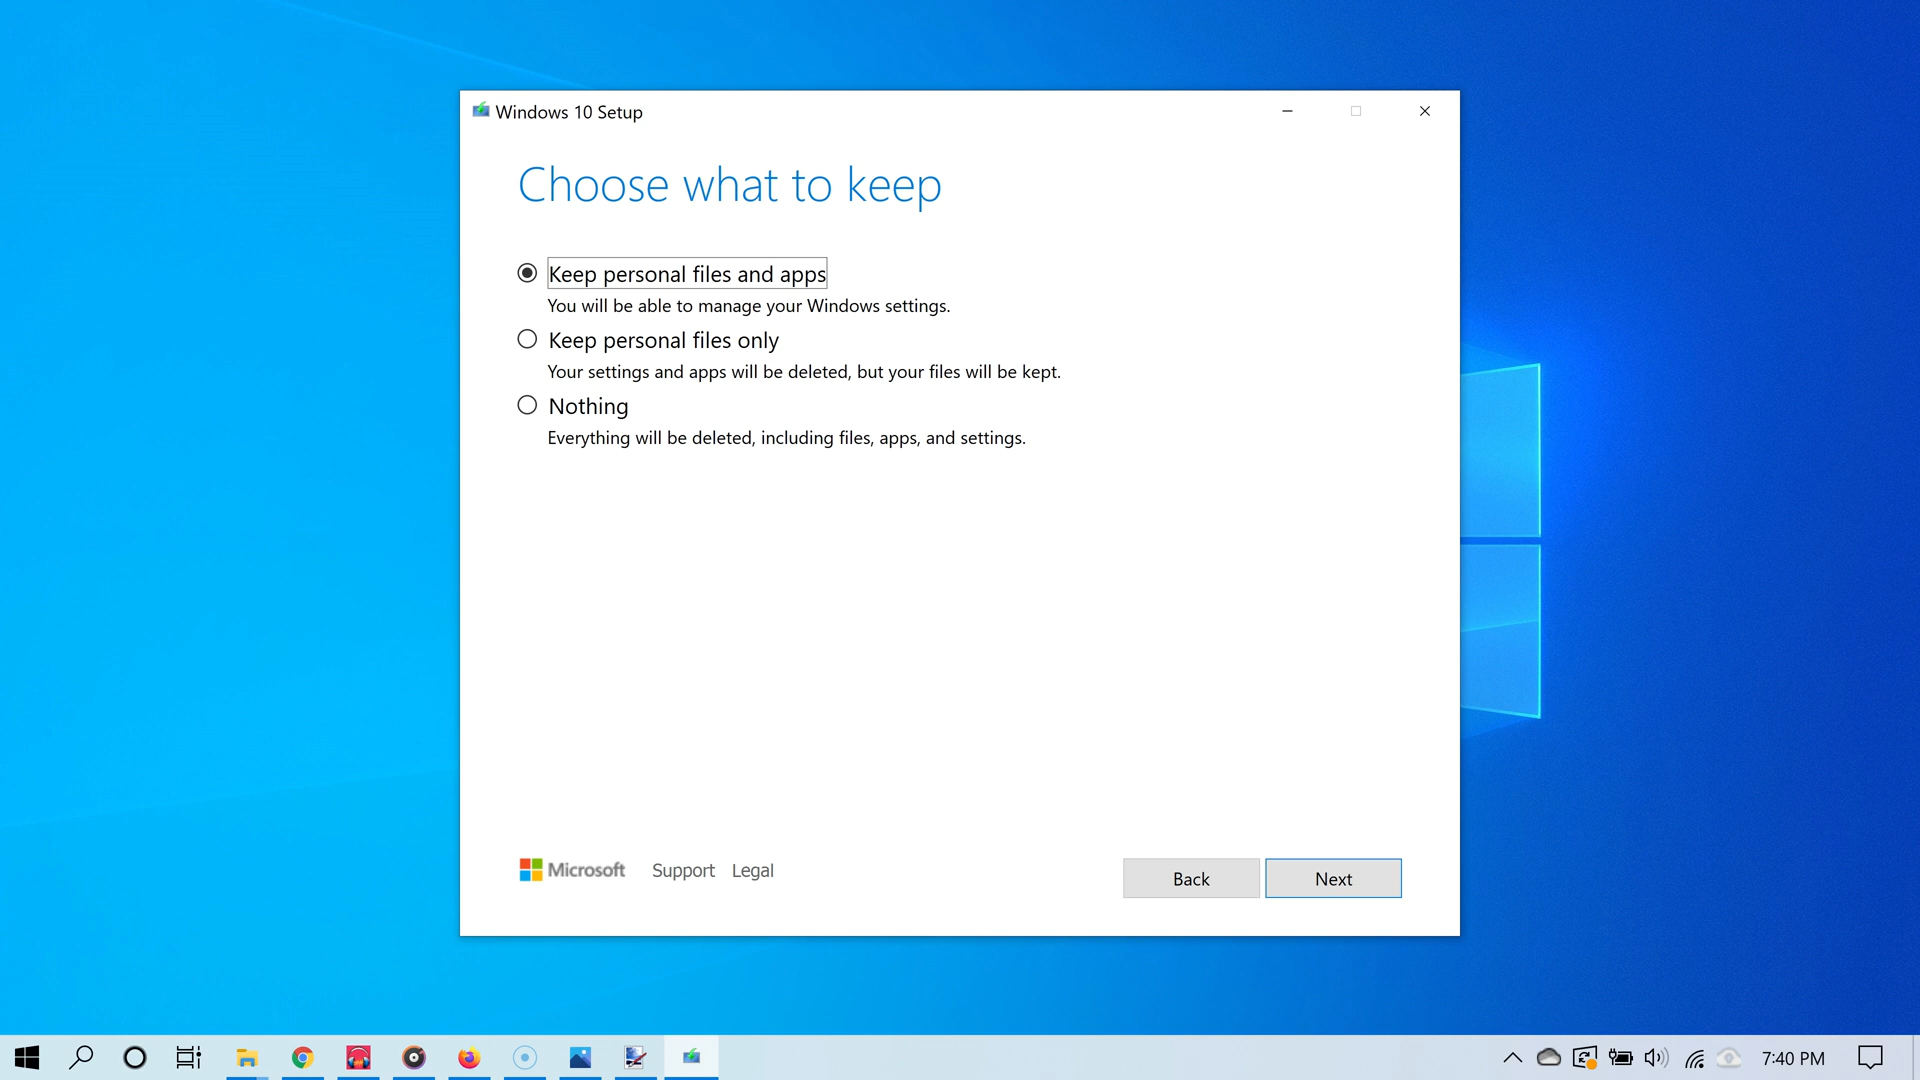 Windows 10 Setup
Choose what to keep
Keep personal files and apps
You will be able to manage your Windows settings.
Keep personal files only
Your settings and apps will be deleted, but your files will be kept.
Nothing
Everything will be deleted, including files, apps, and settings.
Microsoft Support Legal
Back Next
7:40 PM